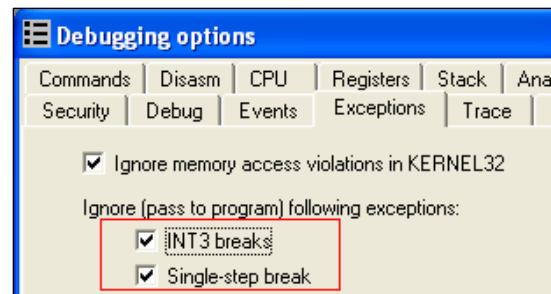 Debugging options
Commands Disasm CPU Registers Stack
Security Debug Events Exceptions Trace
Ignore memory access violations in KERNEL32
Ignore (pass to program) following exceptions:
INT3 breaks
Single-step break